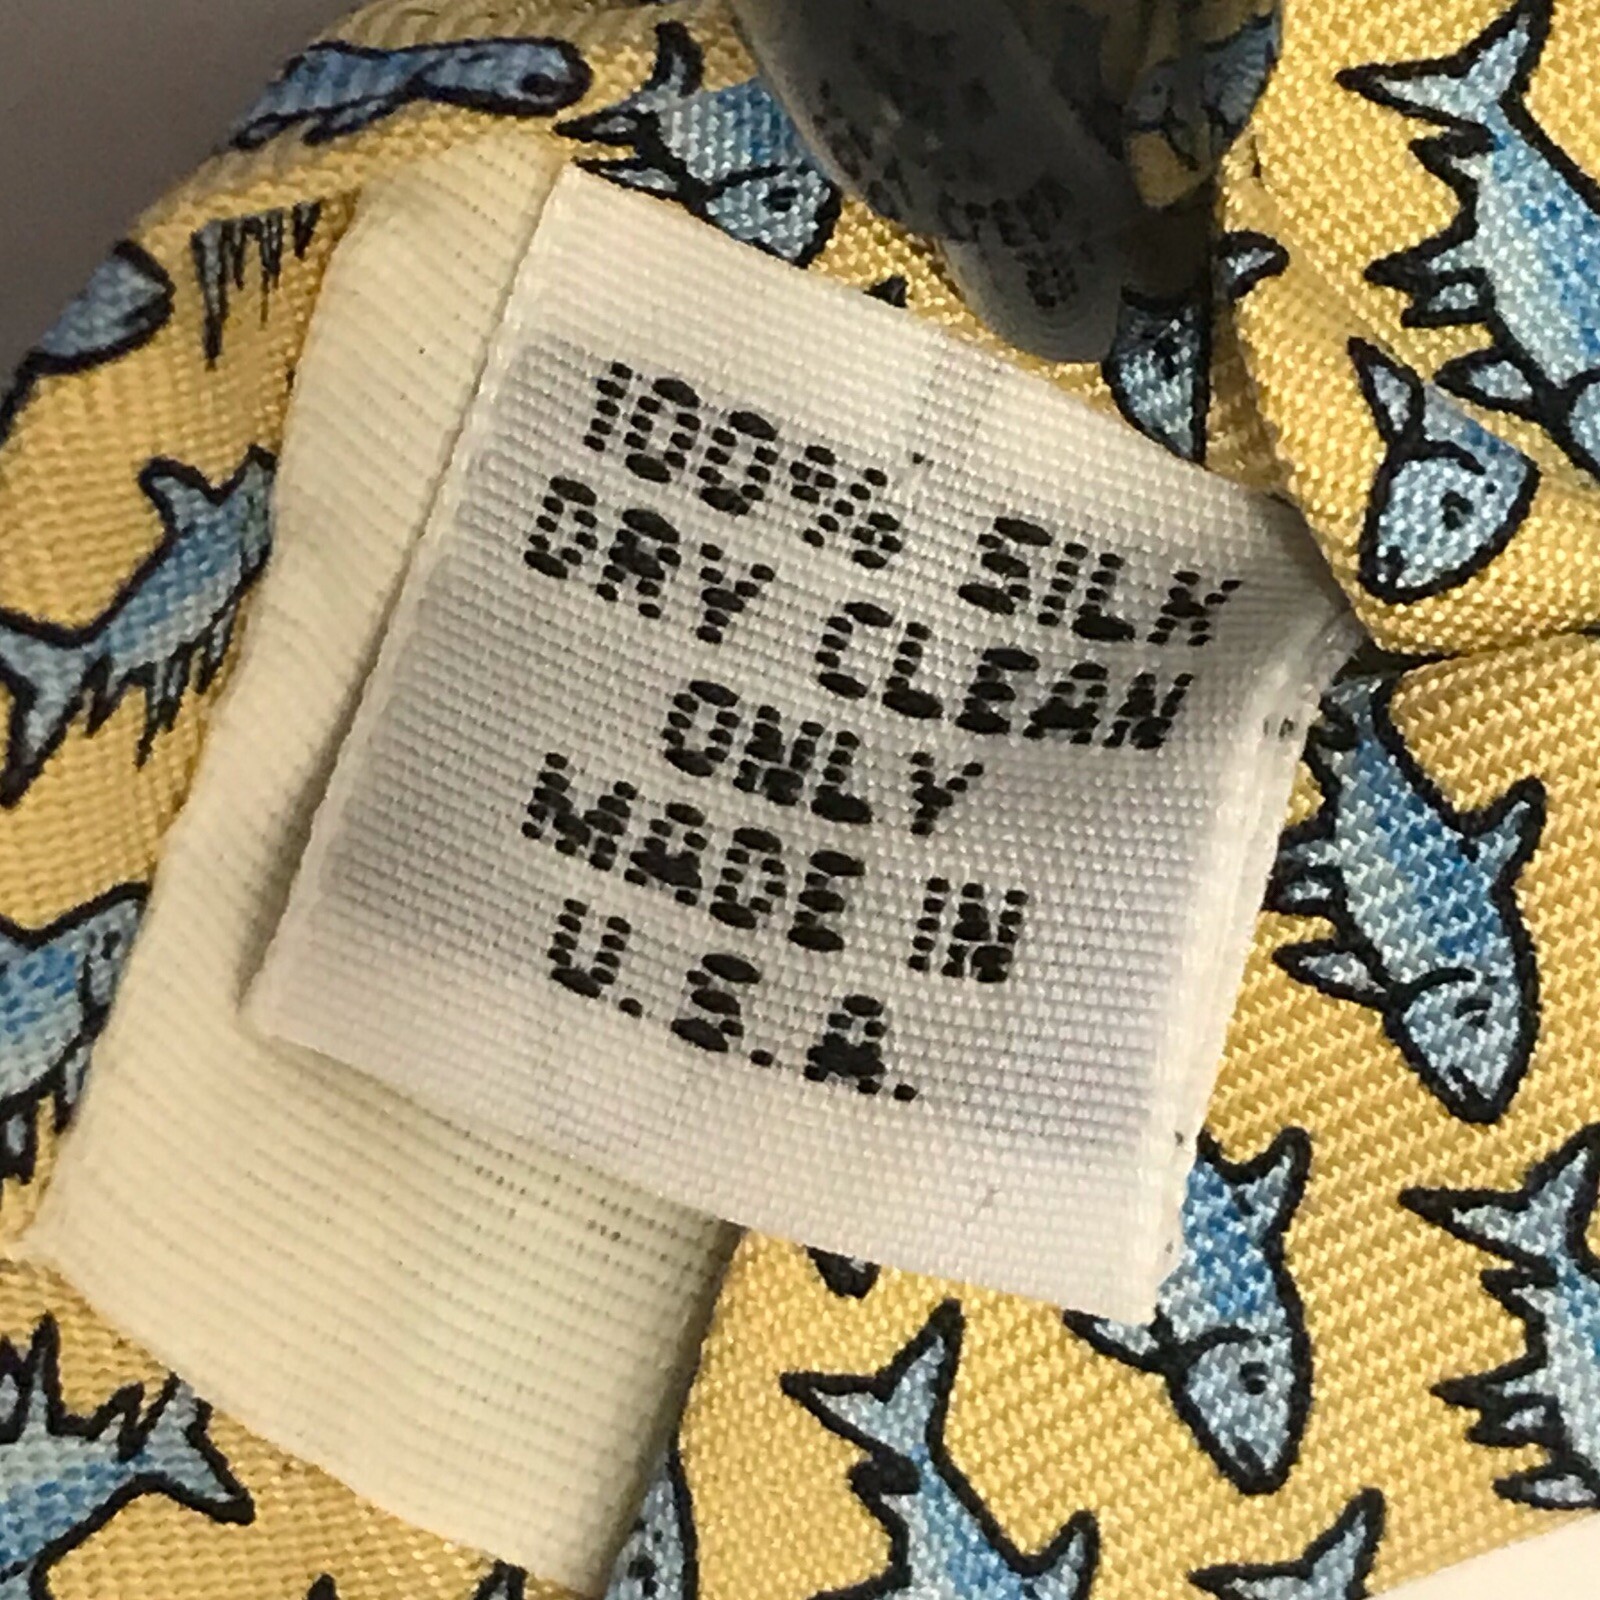 100% SILK
DRY CLEAN
ONLY
MADE IN
U.S.A.